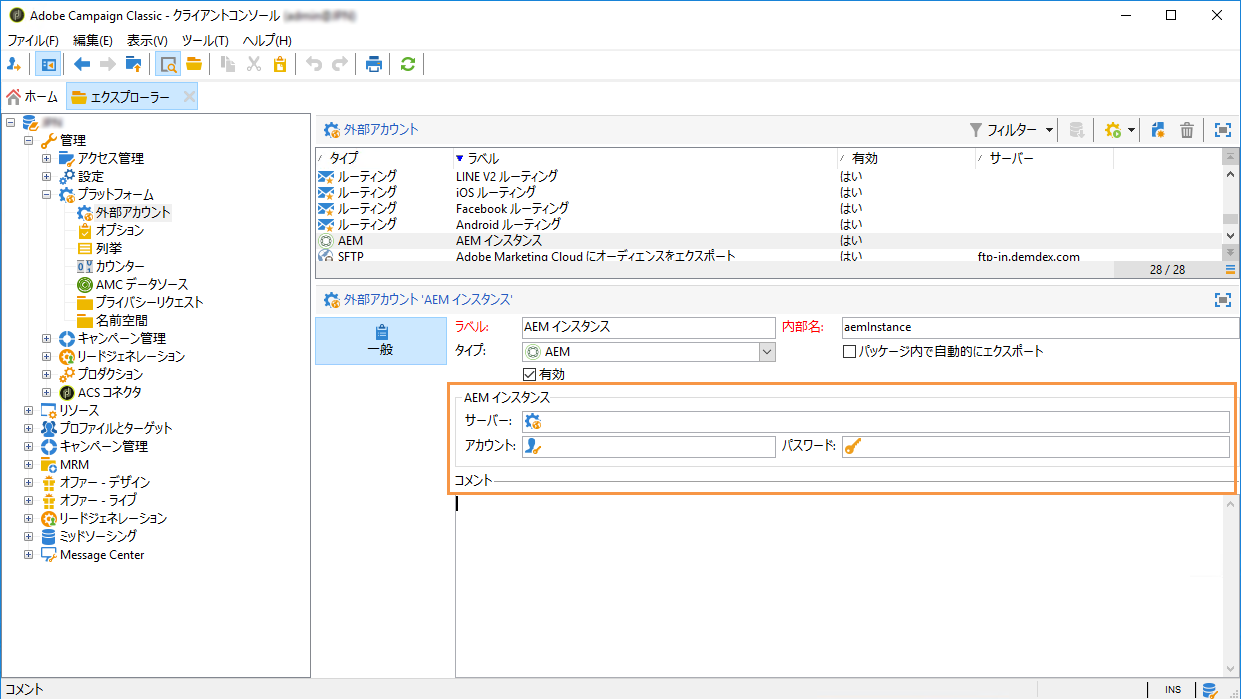 Adobe Campaign Classic - クライアントコンソール
ファイル(F) 編集(E) 表示(V) ツール(T) ヘルプ(H)
ホーム エクスプローラー
管理
アクセス管理
設定
プラットフォーム
外部アカウント
オプション
列挙
カウンター
AMC データソース
プライバシーリクエスト
名前空間
キャンペーン管理
リードジェネレーション
プロダクション
ACS コネクタ
リソース
プロファイルとターゲット
キャンペーン管理
MRM
オファー - デザイン
オファー - ライブ
リードジェネレーション
ミッドソーシング
Message Center
外部アカウント フィルター
タイプ ラベル 有効 サーバー
ルーティング LINE V2 ルーティング はい
ルーティング iOS ルーティング はい
ルーティング Facebook ルーティング はい
ルーティング Android ルーティング はい
AEM AEM インスタンス はい
SFTP Adobe Marketing Cloud にオーディエンスをエクスポート はい ftp-in.demdex.com
28 / 28
外部アカウント 'AEM インスタンス'
一般
ラベル: AEM インスタンス 内部名: aemInstance
タイプ: AEM パッケージ内で自動的にエクスポート
有効
AEM インスタンス
サーバー:
アカウント: パスワード:
コメント
コメント INS